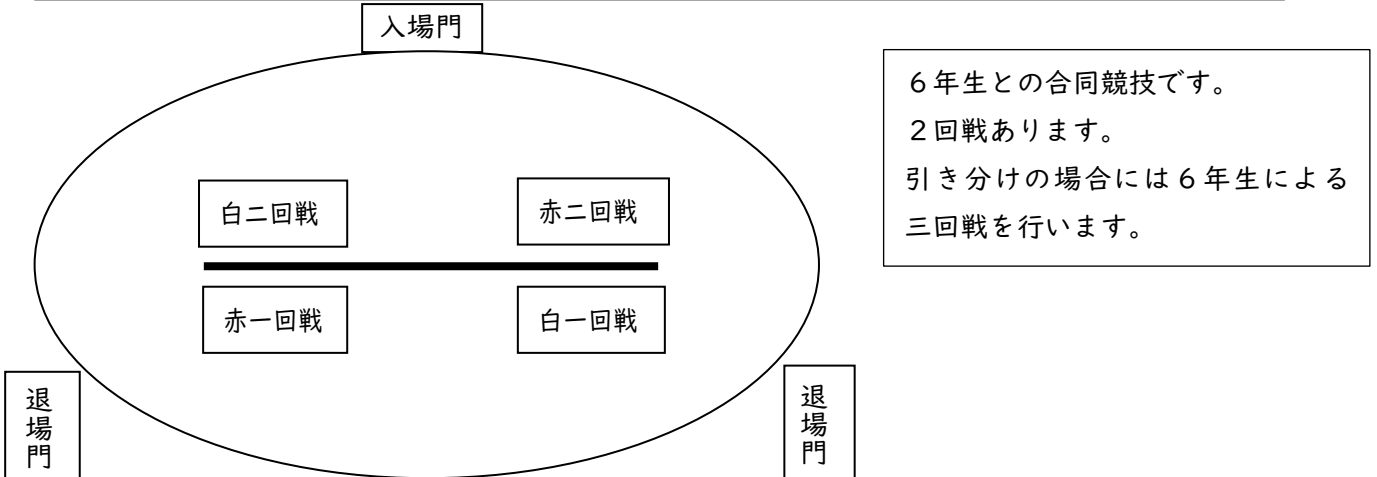 入場門
６年生との合同競技です。
２回戦あります。
引き分けの場合には６年生による
三回戦を行います。
白二回戦
赤二回戦
赤一回戦
白一回戦
退場門
退場門